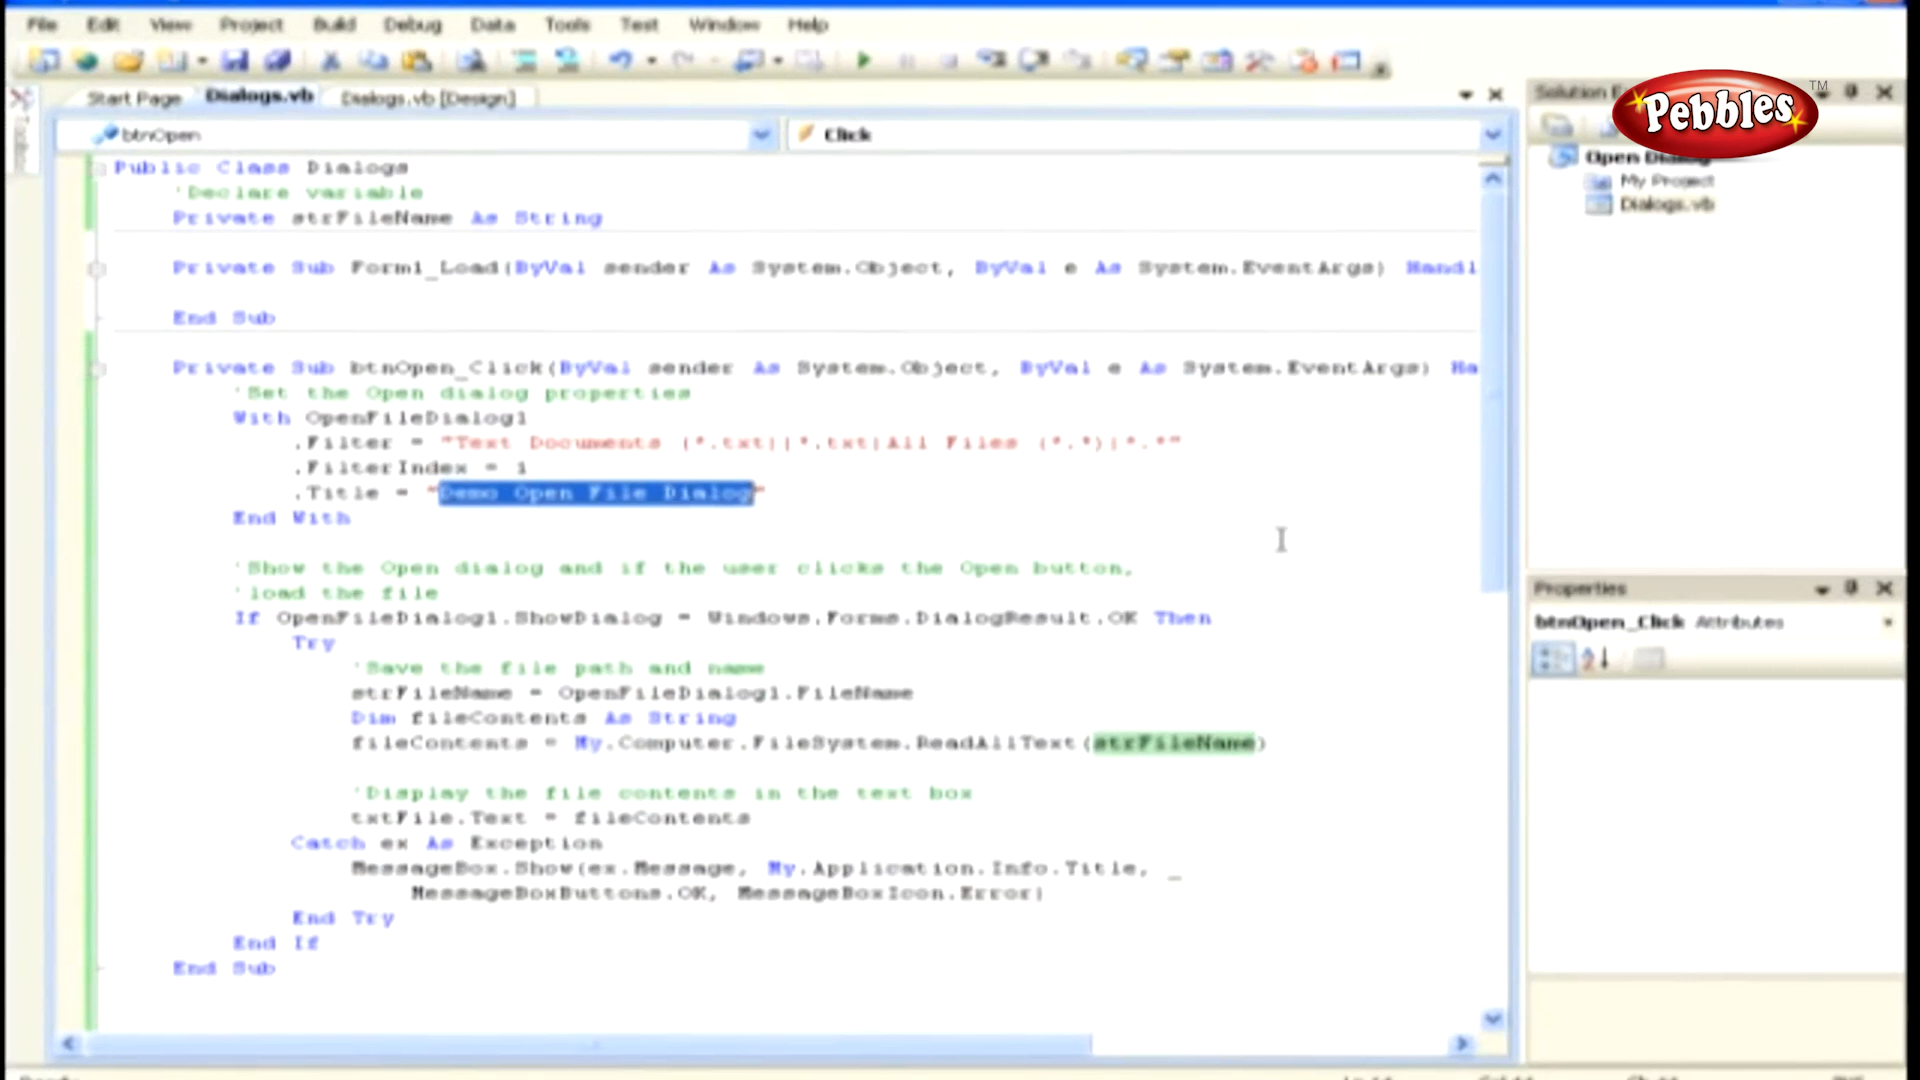 File Edit View Project Build Debug Data Tools Test Window Help
Start Page Dialogs.vb Dialogs.vb [Design]
Solution
Pebbles™
btnOpen Click
Open Dialog
My Project
Dialogs.vb
Public Class Dialogs
'Declare variable
Private strFileName As String
Private Sub Form1_Load(ByVal sender As System.Object, ByVal e As System.EventArgs) Handl
End Sub
Private Sub btnOpen_Click(ByVal sender As System.Object, ByVal e As System.EventArgs) Ha
'Set the Open dialog properties
With OpenFileDialog1
.Filter = "Text Documents (*.txt)|*.txt|All Files (*.*)|*.*"
.FilterIndex = 1
.Title = "Demo Open File Dialog"
End With
'Show the Open dialog and if the user clicks the Open button,
'load the file
If OpenFileDialog1.ShowDialog = Windows.Forms.DialogResult.OK Then
Try
'Save the file path and name
strFileName = OpenFileDialog1.FileName
Dim fileContents As String
fileContents = My.Computer.FileSystem.ReadAllText(strFileName)
'Display the file contents in the text box
txtFile.Text = fileContents
Catch ex As Exception
MessageBox.Show(ex.Message, My.Application.Info.Title, _
MessageBoxButtons.OK, MessageBoxIcon.Error)
End Try
End If
End Sub
Properties
btnOpen_Click Attributes